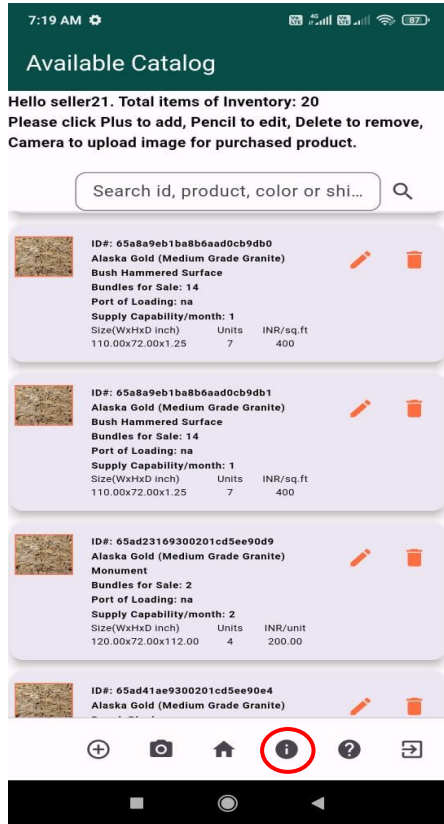 7:19 AM
4G
87
Available Catalog
Hello seller21. Total items of Inventory: 20
Please click Plus to add, Pencil to edit, Delete to remove,
Camera to upload image for purchased product.
Search id, product, color or shi...
ID#: 65a8a9eb1ba8b6aad0cb9db0
Alaska Gold (Medium Grade Granite)
Bush Hammered Surface
Bundles for Sale: 14
Port of Loading: na
Supply Capability/month: 1
Size(WxHxD inch) Units INR/sq.ft
110.00x72.00x1.25 7 400
ID#: 65a8a9eb1ba8b6aad0cb9db1
Alaska Gold (Medium Grade Granite)
Bush Hammered Surface
Bundles for Sale: 14
Port of Loading: na
Supply Capability/month: 1
Size(WxHxD inch) Units INR/sq.ft
110.00x72.00x1.25 7 400
ID#: 65ad23169300201cd5ee90d9
Alaska Gold (Medium Grade Granite)
Monument
Bundles for Sale: 2
Port of Loading: na
Supply Capability/month: 2
Size(WxHxD inch) Units INR/unit
120.00x72.00x112.00 4 200.00
ID#: 65ad41ae9300201cd5ee90e4
Alaska Gold (Medium Grade Granite)